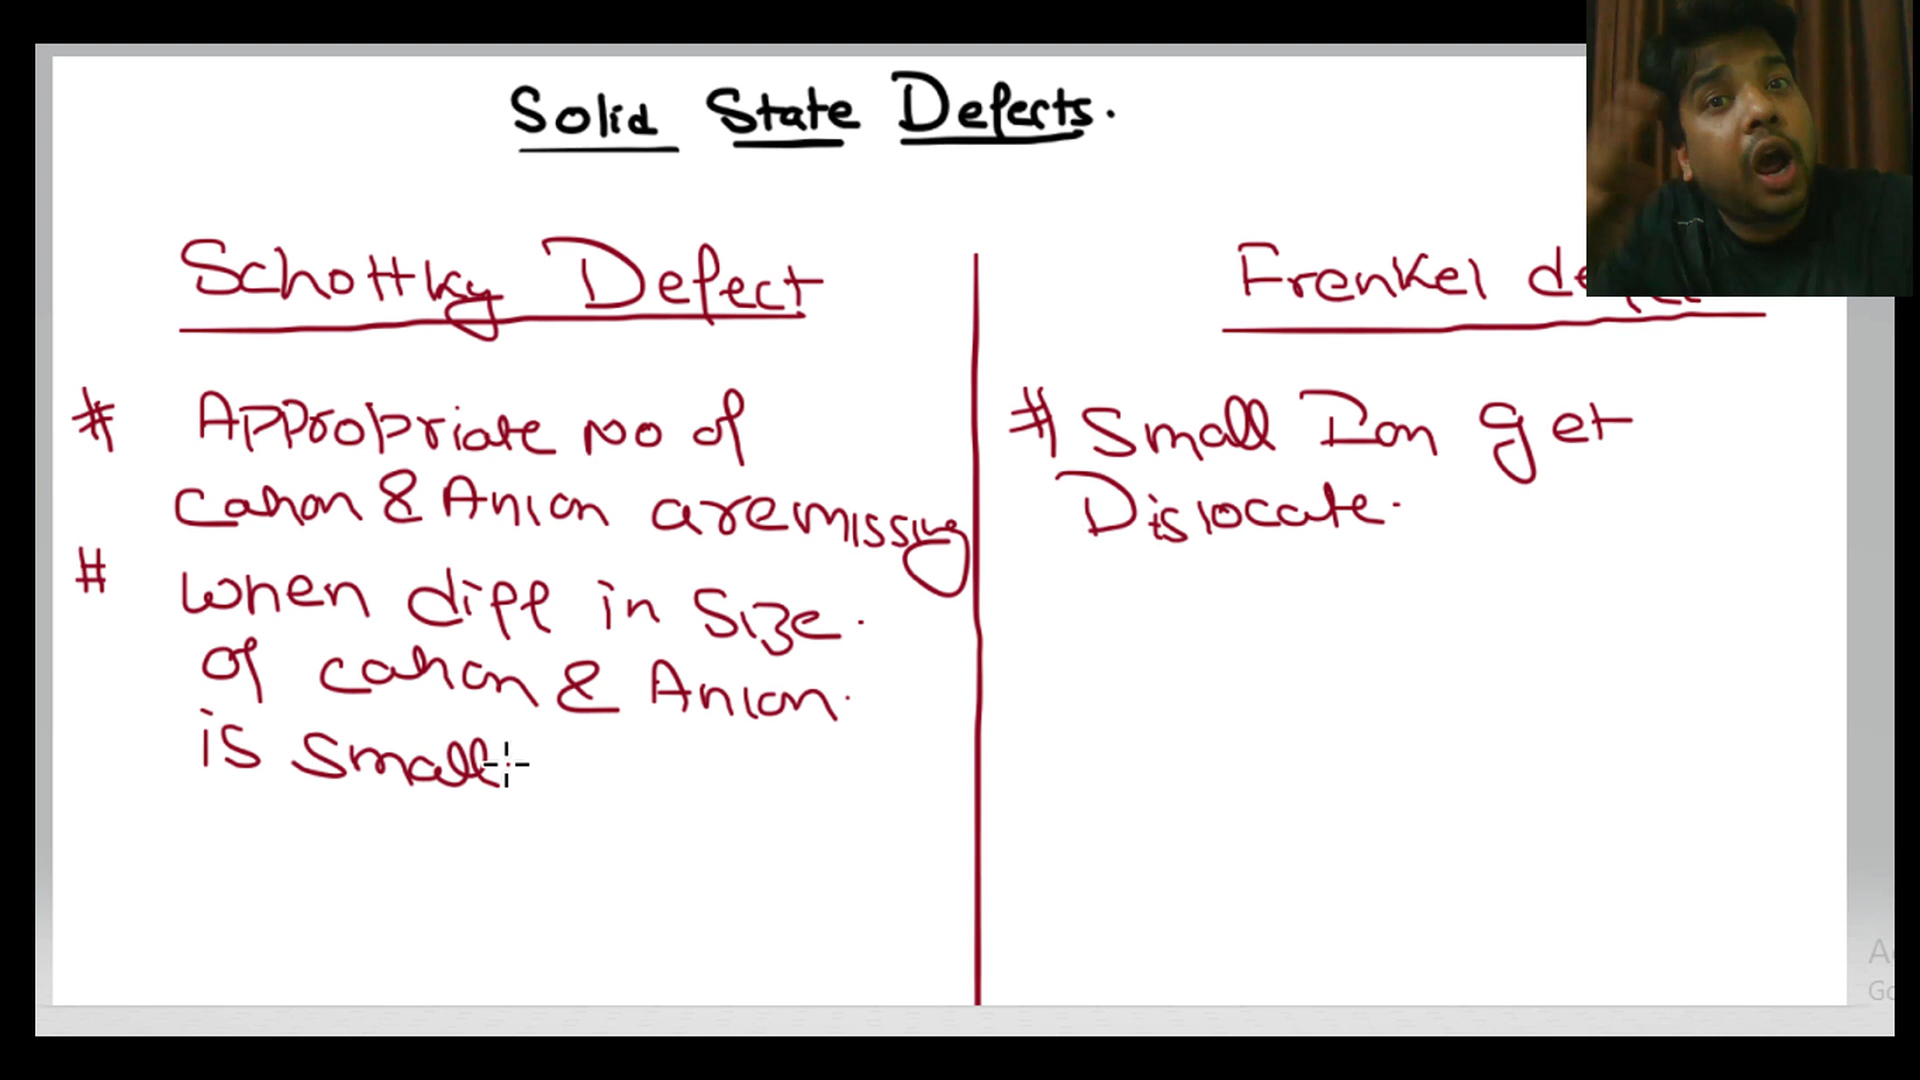 Solid State Defects.
Schottky Defect
# Appropriate no of
cation & Anion are missing
# when diff in size.
of cation & Anion.
is small
Frenkel
# Small Ion get
Dislocate.